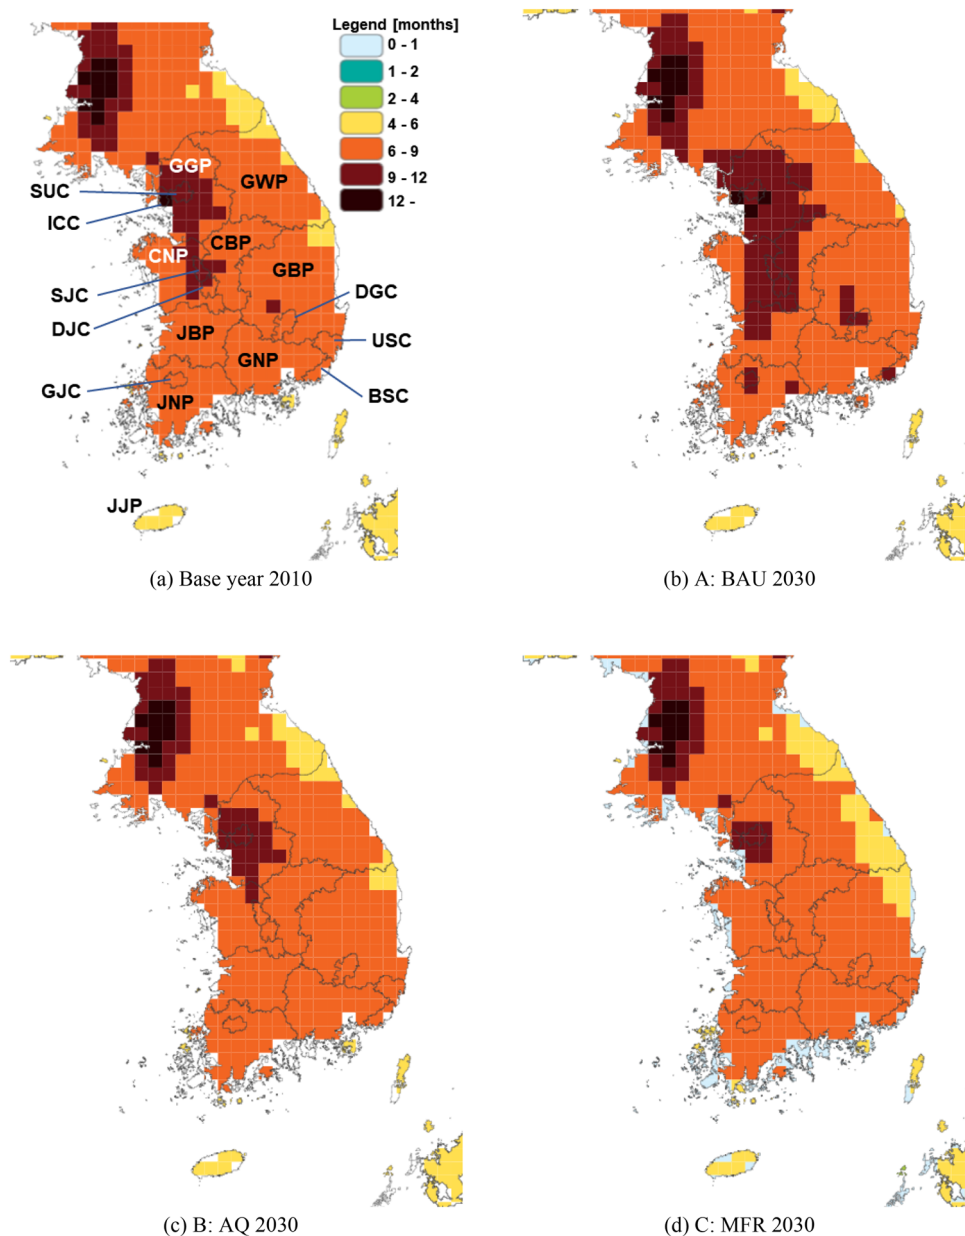 Legend [months]
0 - 1
1 - 2
2 - 4
4 - 6
6 - 9
9 - 12
12 -
GGP
SUC
GWP
ICC
CBP
CNP
GBP
SJC
DGC
DJC
JBP
USC
GNP
GJC
BSC
JNP
JJP
(a) Base year 2010
(b) A: BAU 2030
(c) B: AQ 2030
(d) C: MFR 2030